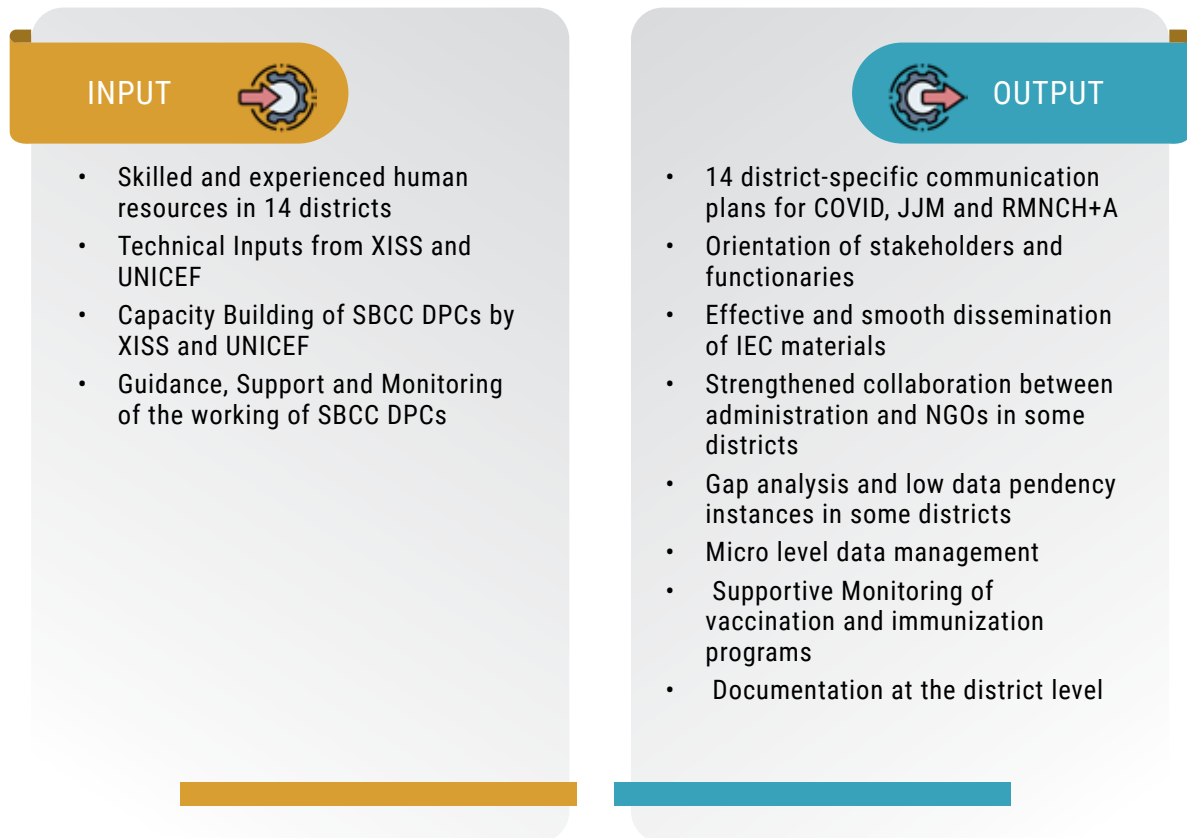 INPUT
• Skilled and experienced human
resources in 14 districts
• Technical Inputs from XISS and
UNICEF
• Capacity Building of SBCC DPCs by
XISS and UNICEF
• Guidance, Support and Monitoring
of the working of SBCC DPCs
OUTPUT
• 14 district-specific communication
plans for COVID, JJM and RMNCH+A
• Orientation of stakeholders and
functionaries
• Effective and smooth dissemination
of IEC materials
• Strengthened collaboration between
administration and NGOs in some
districts
• Gap analysis and low data pendency
instances in some districts
• Micro level data management
• Supportive Monitoring of
vaccination and immunization
programs
• Documentation at the district level